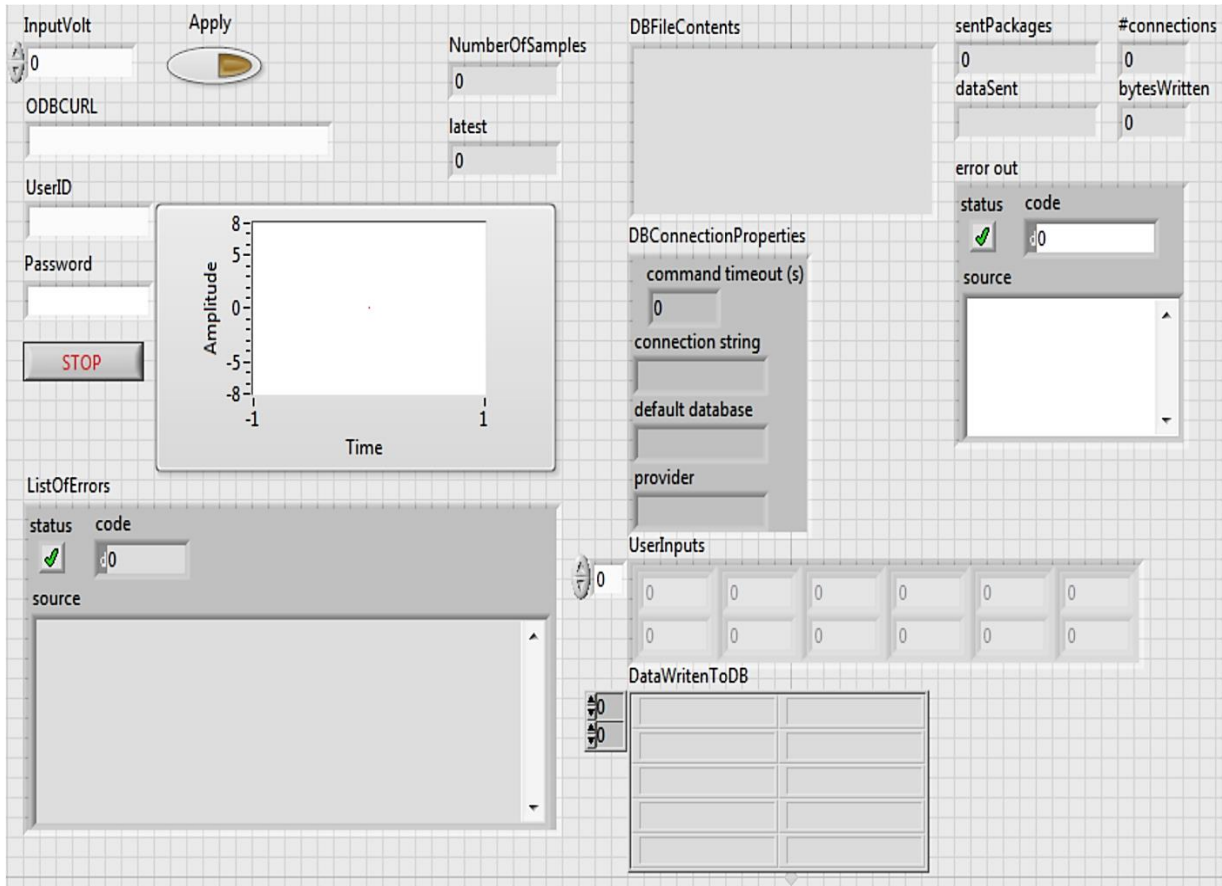 InputVolt
0
Apply
ODBCURL
UserID
Password
STOP
NumberOfSamples
0
latest
0
Amplitude
8
5
0
-5
-8
-1
1
Time
ListOfErrors
status
code
d0
source
DBFileContents
DBConnectionProperties
command timeout (s)
0
connection string
default database
provider
UserInputs
0
0 0 0 0 0 0
0 0 0 0 0 0
DataWritenToDB
0
0
sentPackages
0
#connections
0
dataSent
bytesWritten
0
error out
status
code
d0
source